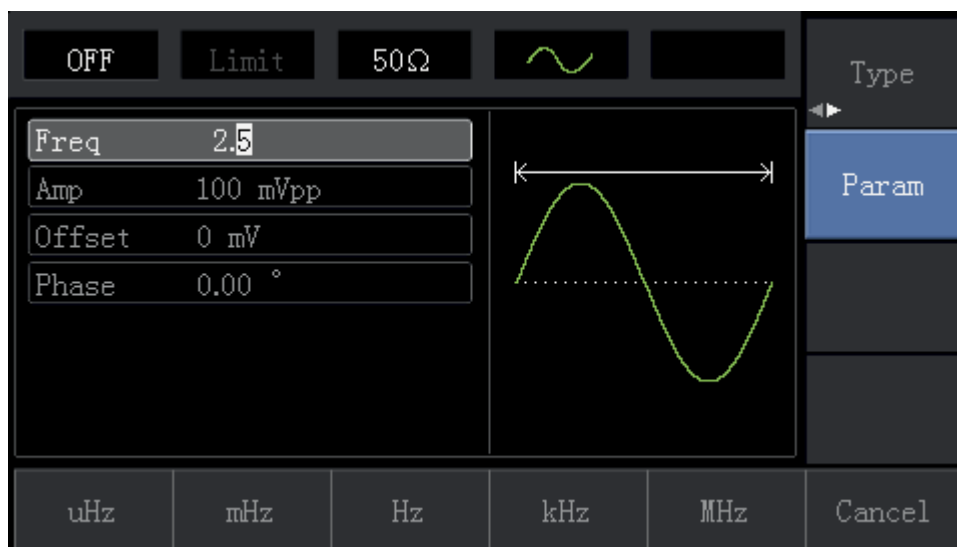 OFF Limit 50Ω
Type
Freq 2.5
Param
Amp 100 mVpp
Offset 0 mV
Phase 0.00 °
uHz mHz Hz kHz MHz Cancel